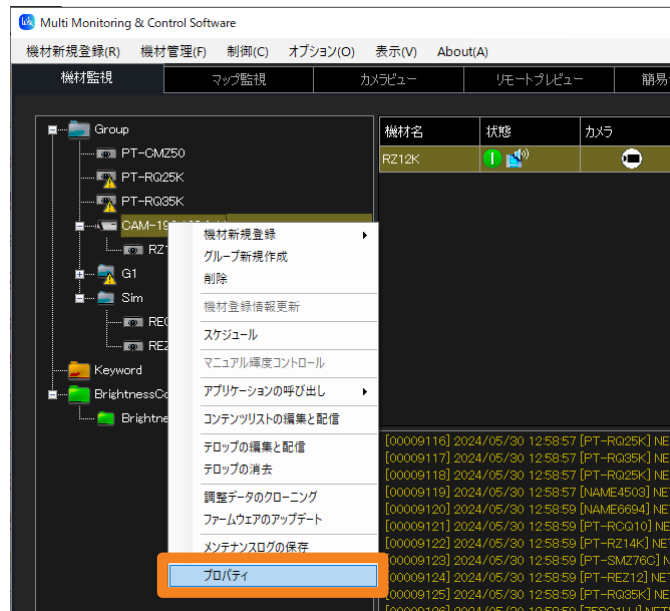 Multi Monitoring & Control Software
機材新規登録(R) 機材管理(F) 制御(C) オプション(O) 表示(V) About(A)
機材監視 マップ監視 カメラビュー リモートプレビュー 簡易
Group
PT-CMZ50
PT-RQ25K
PT-RQ35K
G1
Sim
Keyword
機材名 状態 カメラ
RZ12K
機材新規登録
グループ新規作成
削除
機材登録情報更新
スケジュール
マニュアル輝度コントロール
アプリケーションの呼び出し
コンテンツリストの編集と配信
テロップの編集と配信
テロップの消去
調整データのクローニング
ファームウェアのアップデート
メンテナンスログの保存
プロパティ
[00009116] 2024/05/30 12:58:57 [PT-RQ25K] NE
[00009117] 2024/05/30 12:58:57 [PT-RQ35K] NE
[00009118] 2024/05/30 12:58:57 [PT-RQ25K] NE
[00009119] 2024/05/30 12:58:57 [NAME4503] NE
[00009120] 2024/05/30 12:58:59 [NAME6694] NE
[00009121] 2024/05/30 12:58:59 [PT-RCQ10] NE
[00009122] 2024/05/30 12:58:59 [PT-RZ14K] NE
[00009123] 2024/05/30 12:58:59 [PT-SMZ76C] N
[00009124] 2024/05/30 12:58:59 [PT-REZ12] NE
[00009125] 2024/05/30 12:58:59 [PT-RQ35K] NE